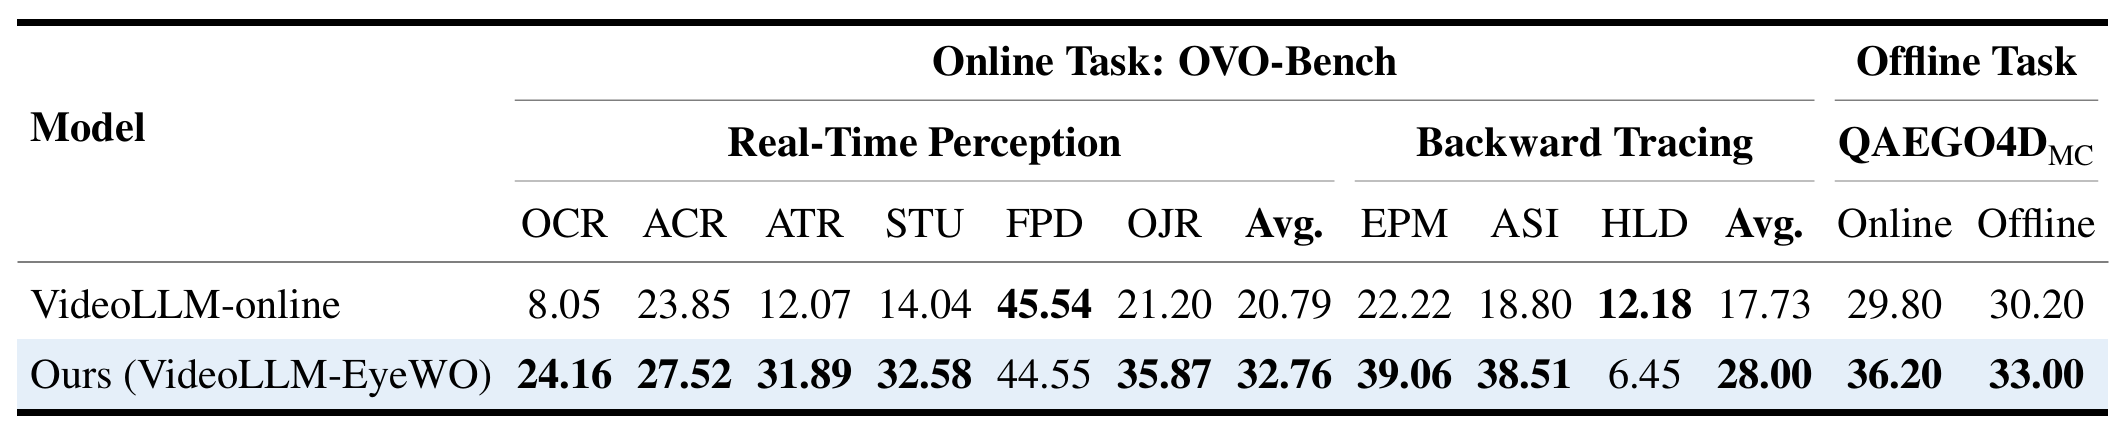 Online Task: OVO-Bench Offline Task
Model
Real-Time Perception Backward Tracing QAEGO4D_MC
OCR ACR ATR STU FPD OJR Avg. EPM ASI HLD Avg. Online Offline
VideoLLM-online 8.05 23.85 12.07 14.04 45.54 21.20 20.79 22.22 18.80 12.18 17.73 29.80 30.20
Ours (VideoLLM-EyeWO) 24.16 27.52 31.89 32.58 44.55 35.87 32.76 39.06 38.51 6.45 28.00 36.20 33.00